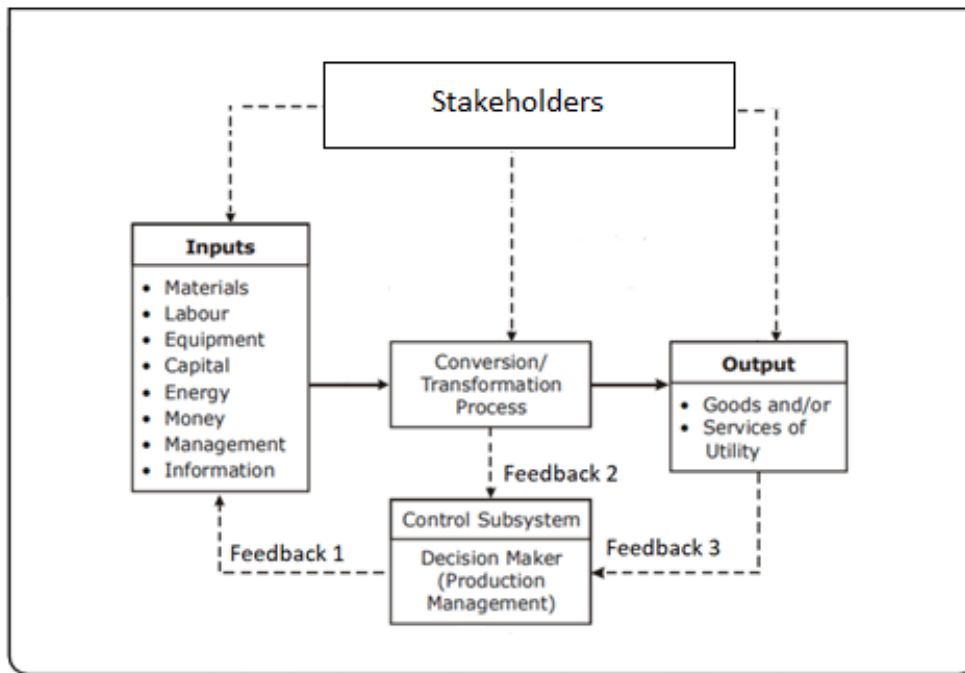 Stakeholders
Inputs
• Materials
• Labour
• Equipment
• Capital
• Energy
• Money
• Management
• Information
Conversion/
Transformation
Process
Output
• Goods and/or
• Services of
Utility
Feedback 2
Control Subsystem
Decision Maker
(Production
Management)
Feedback 1
Feedback 3